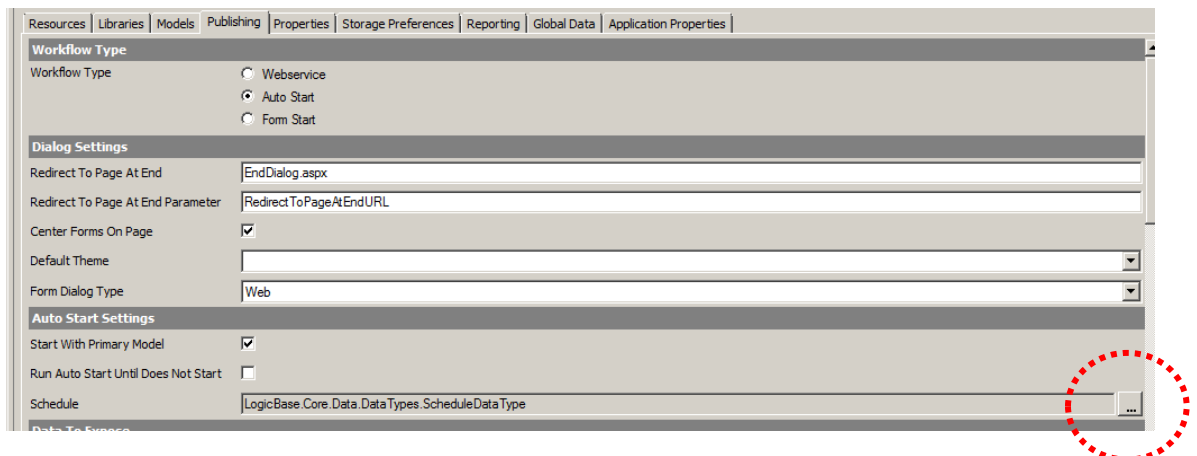 Resources Libraries Models Publishing Properties Storage Preferences Reporting Global Data Application Properties
Workflow Type
Workflow Type Webservice
Auto Start
Form Start
Dialog Settings
Redirect To Page At End EndDialog.aspx
Redirect To Page At End Parameter RedirectToPageAtEndURL
Center Forms On Page
Default Theme
Form Dialog Type Web
Auto Start Settings
Start With Primary Model
Run Auto Start Until Does Not Start
Schedule LogicBase.Core.Data.DataTypes.ScheduleDataType ...
Data To Expose